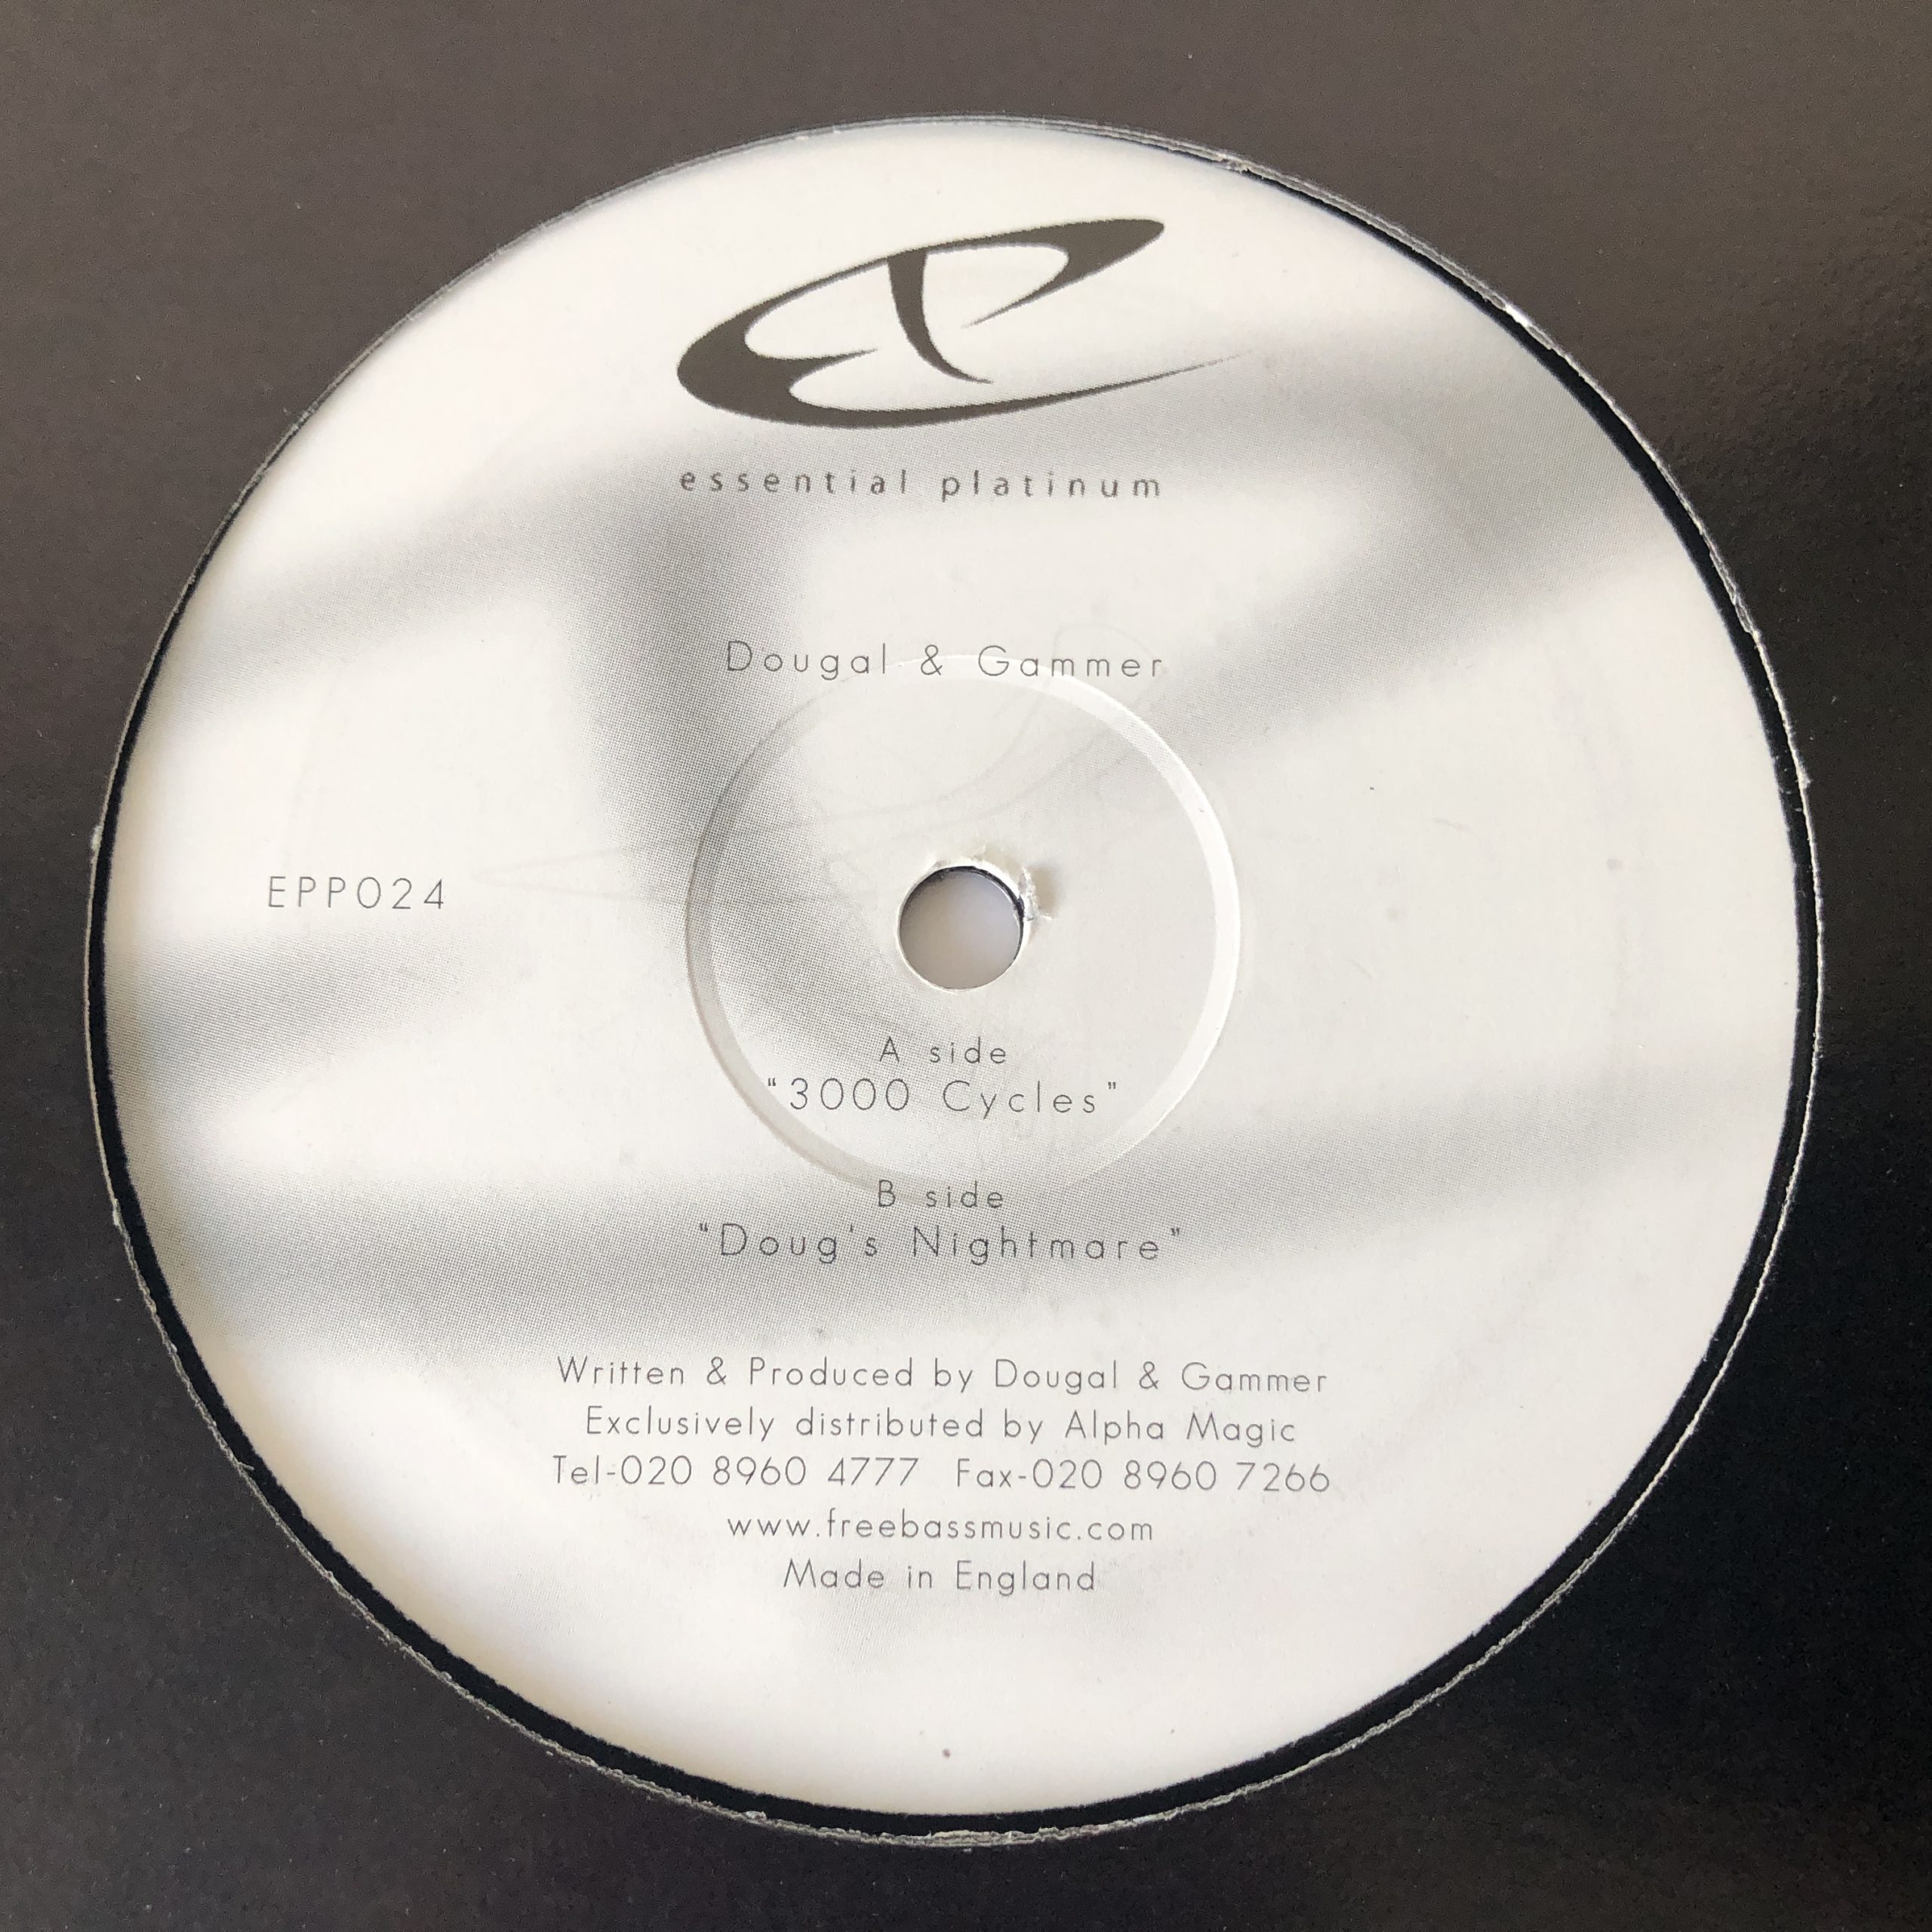 essential platinum
Dougal & Gammer
EPP024
A side
"3000 Cycles"
B side
"Doug's Nightmare"
Written & Produced by Dougal & Gammer
Exclusively distributed by Alpha Magic
Tel-020 8960 4777 Fax-020 8960 7266
www.freebassmusic.com
Made in England